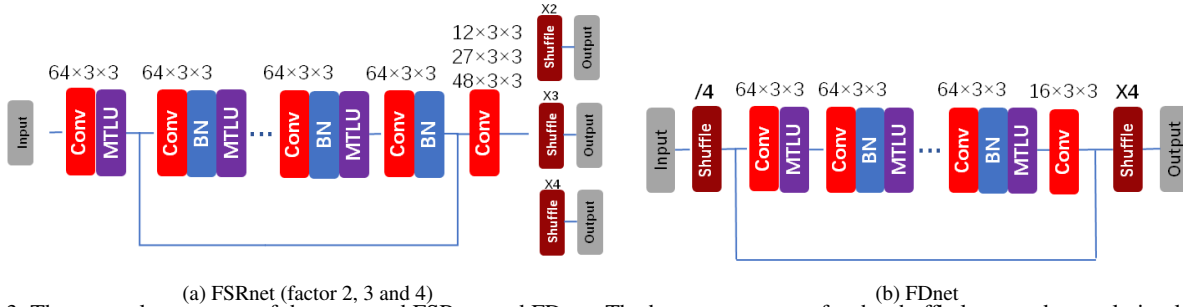 X2
12×3×3
27×3×3
48×3×3
Shuffle
Output
64×3×3 64×3×3 64×3×3 64×3×3
Input
Conv
MTLU
Conv
BN
MTLU
...
Conv
BN
MTLU
Conv
BN
Conv
X3
Shuffle
Output
X4
Shuffle
Output
(a) FSRnet (factor 2, 3 and 4)
/4 64×3×3 64×3×3 64×3×3 16×3×3 X4
Input
Shuffle
Conv
MTLU
Conv
BN
MTLU
...
Conv
BN
MTLU
Conv
Shuffle
Output
(b) FDnet